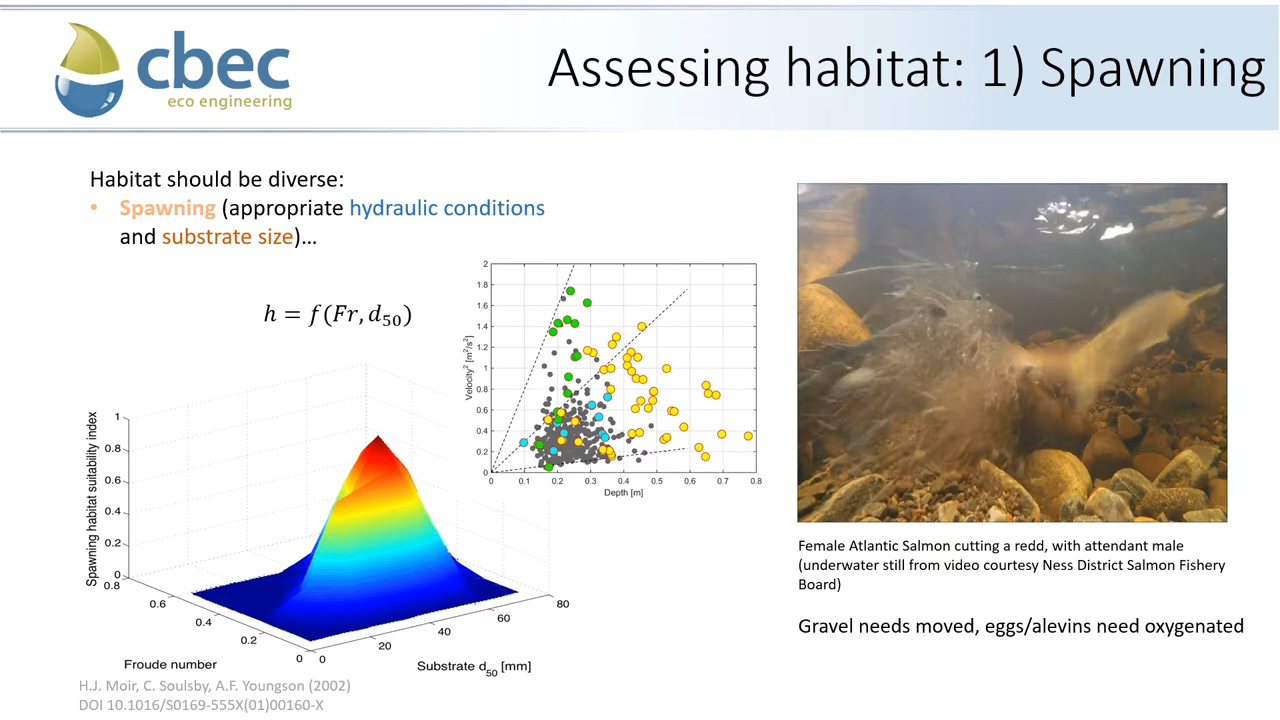 cbec
eco engineering
Assessing habitat: 1) Spawning
Habitat should be diverse:
• Spawning (appropriate hydraulic conditions
and substrate size)…
h = f(Fr, d₅₀)
2
1.8
1.6
1.4
1.2
1
0.8
0.6
0.4
0.2
0
Velocity² [m²/s²]
0 0.1 0.2 0.3 0.4 0.5 0.6 0.7 0.8
Depth [m]
Spawning habitat suitability index
1
0.8
0.6
0.4
0.2
0
0.8
0.6
0.4
0.2
0
Froude number
0
20
40
60
80
Substrate d₅₀ [mm]
H.J. Moir, C. Soulsby, A.F. Youngson (2002)
DOI 10.1016/S0169-555X(01)00160-X
Female Atlantic Salmon cutting a redd, with attendant male
(underwater still from video courtesy Ness District Salmon Fishery
Board)
Gravel needs moved, eggs/alevins need oxygenated